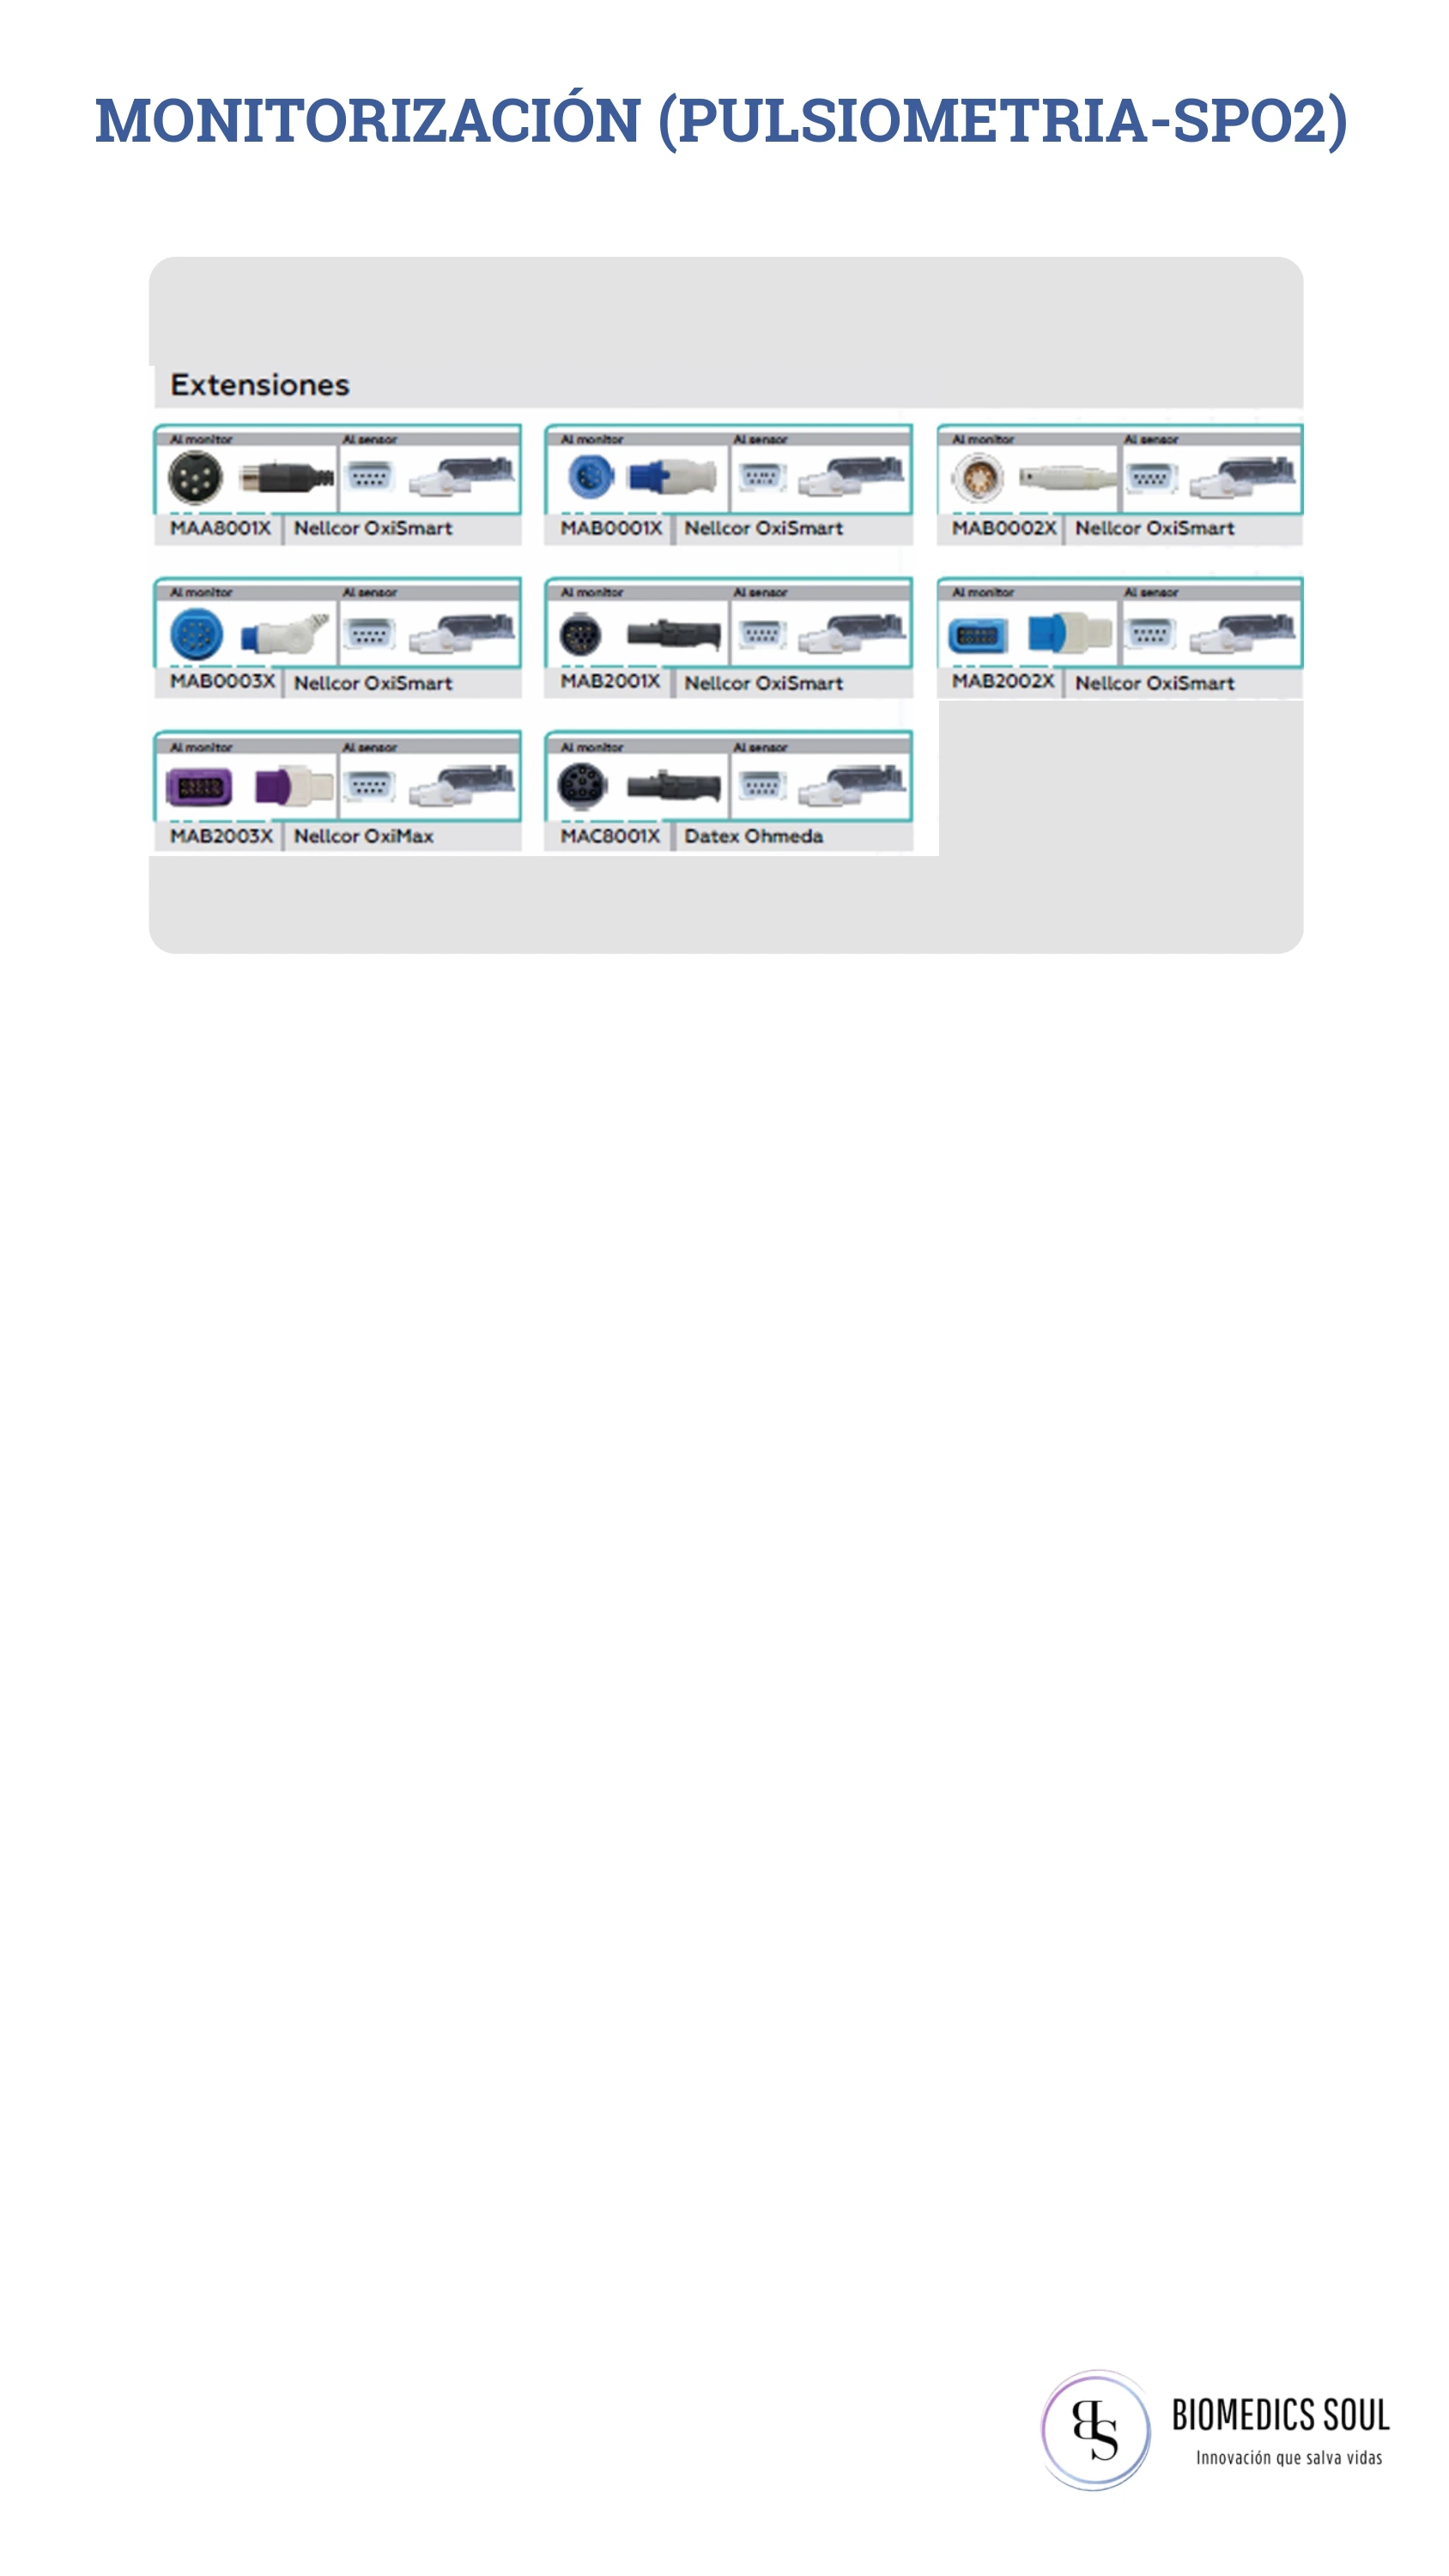 MONITORIZACIÓN (PULSIOMETRIA-SPO2)
Extensiones
Al monitor Al sensor
MAA8001X Nellcor OxiSmart
Al monitor Al sensor
MAB0001X Nellcor OxiSmart
Al monitor Al sensor
MAB0002X Nellcor OxiSmart
Al monitor Al sensor
MAB0003X Nellcor OxiSmart
Al monitor Al sensor
MAB2001X Nellcor OxiSmart
Al monitor Al sensor
MAB2002X Nellcor OxiSmart
Al monitor Al sensor
MAB2003X Nellcor OxiMax
Al monitor Al sensor
MAC8001X Datex Ohmeda
BS
BIOMEDICS SOUL
Innovación que salva vidas